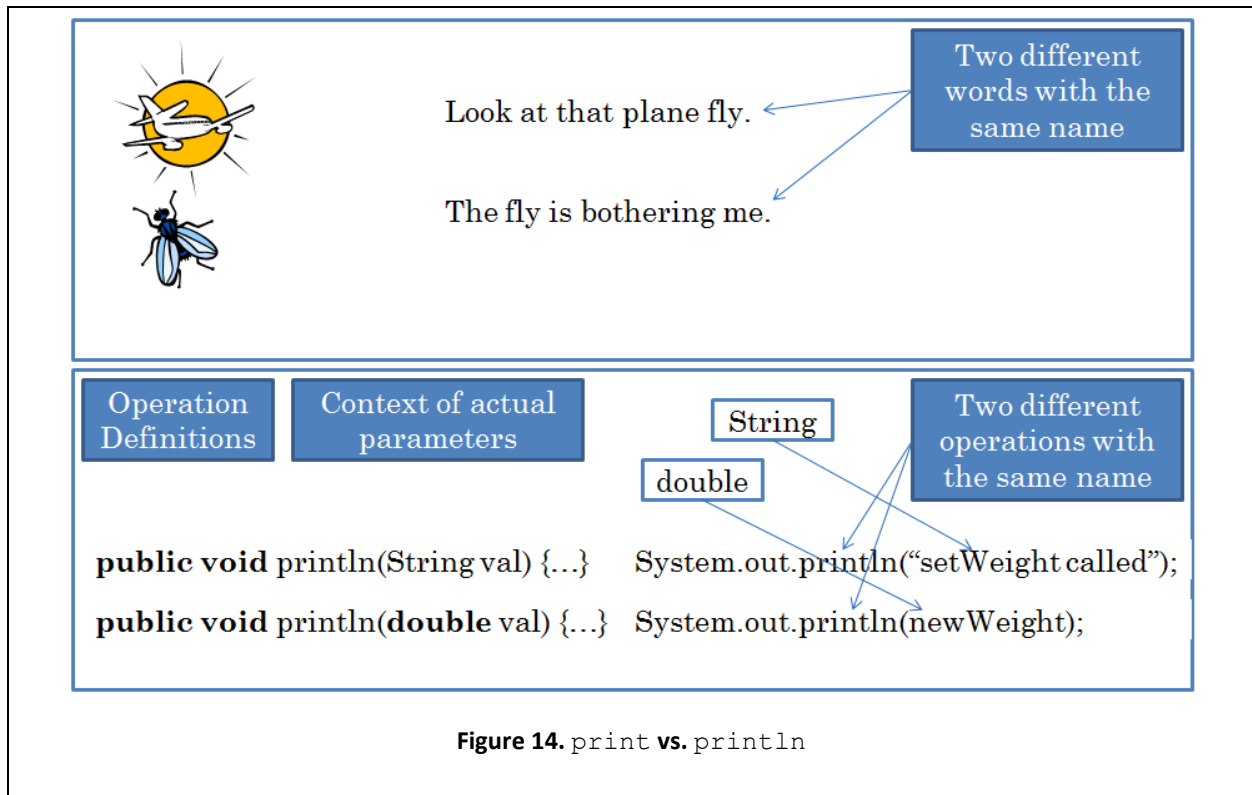 Two different
words with the
same name
Look at that plane fly.
The fly is bothering me.
Operation
Definitions
Context of actual
parameters
String
double
Two different
operations with
the same name
public void println(String val) {…} System.out.println(“setWeight called”);
public void println(double val) {…} System.out.println(newWeight);
Figure 14. print vs. println